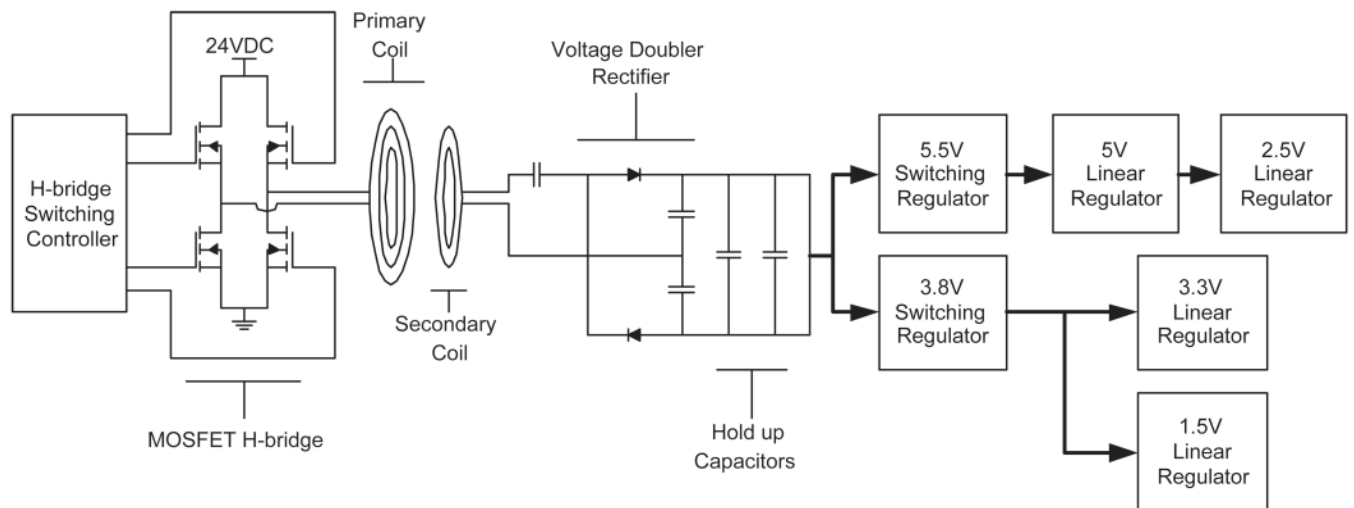 Primary
Coil
24VDC
Voltage Doubler
Rectifier
H-bridge
Switching
Controller
5.5V
Switching
Regulator
5V
Linear
Regulator
2.5V
Linear
Regulator
3.8V
Switching
Regulator
3.3V
Linear
Regulator
Secondary
Coil
MOSFET H-bridge
Hold up
Capacitors
1.5V
Linear
Regulator